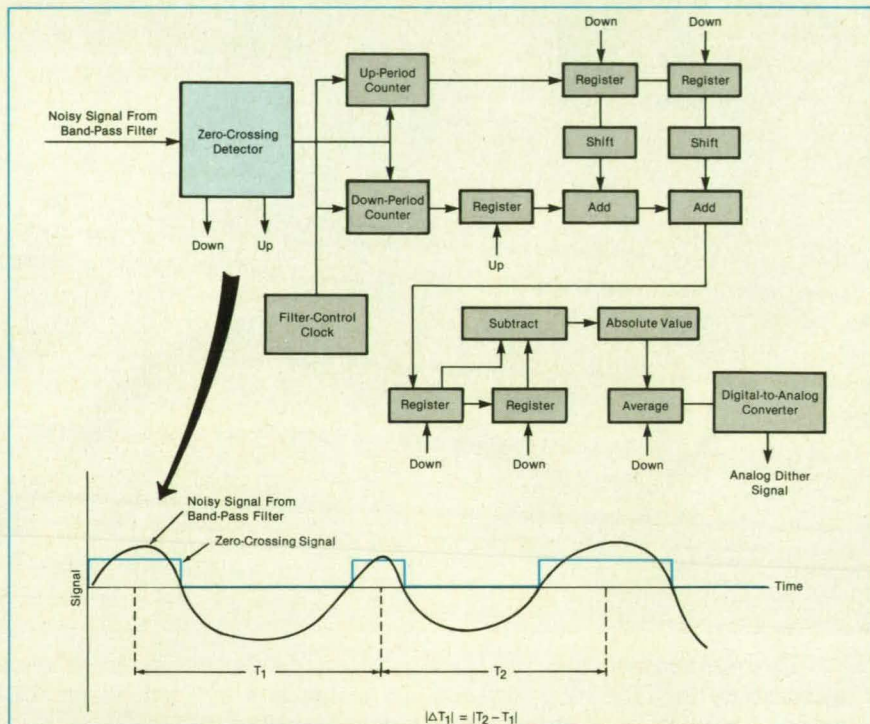 Down
Down
Up-Period
Counter
Register
Register
Noisy Signal From
Band-Pass Filter
Zero-Crossing
Detector
Shift
Shift
Down-Period
Counter
Register
Add
Add
Down
Up
Up
Filter-Control
Clock
Subtract
Absolute Value
Register
Register
Average
Digital-to-Analog
Converter
Down
Down
Down
Analog Dither
Signal
Noisy Signal From
Band-Pass Filter
Zero-Crossing Signal
Signal
Time
T₁
T₂
|ΔT₁| = |T₂ – T₁|